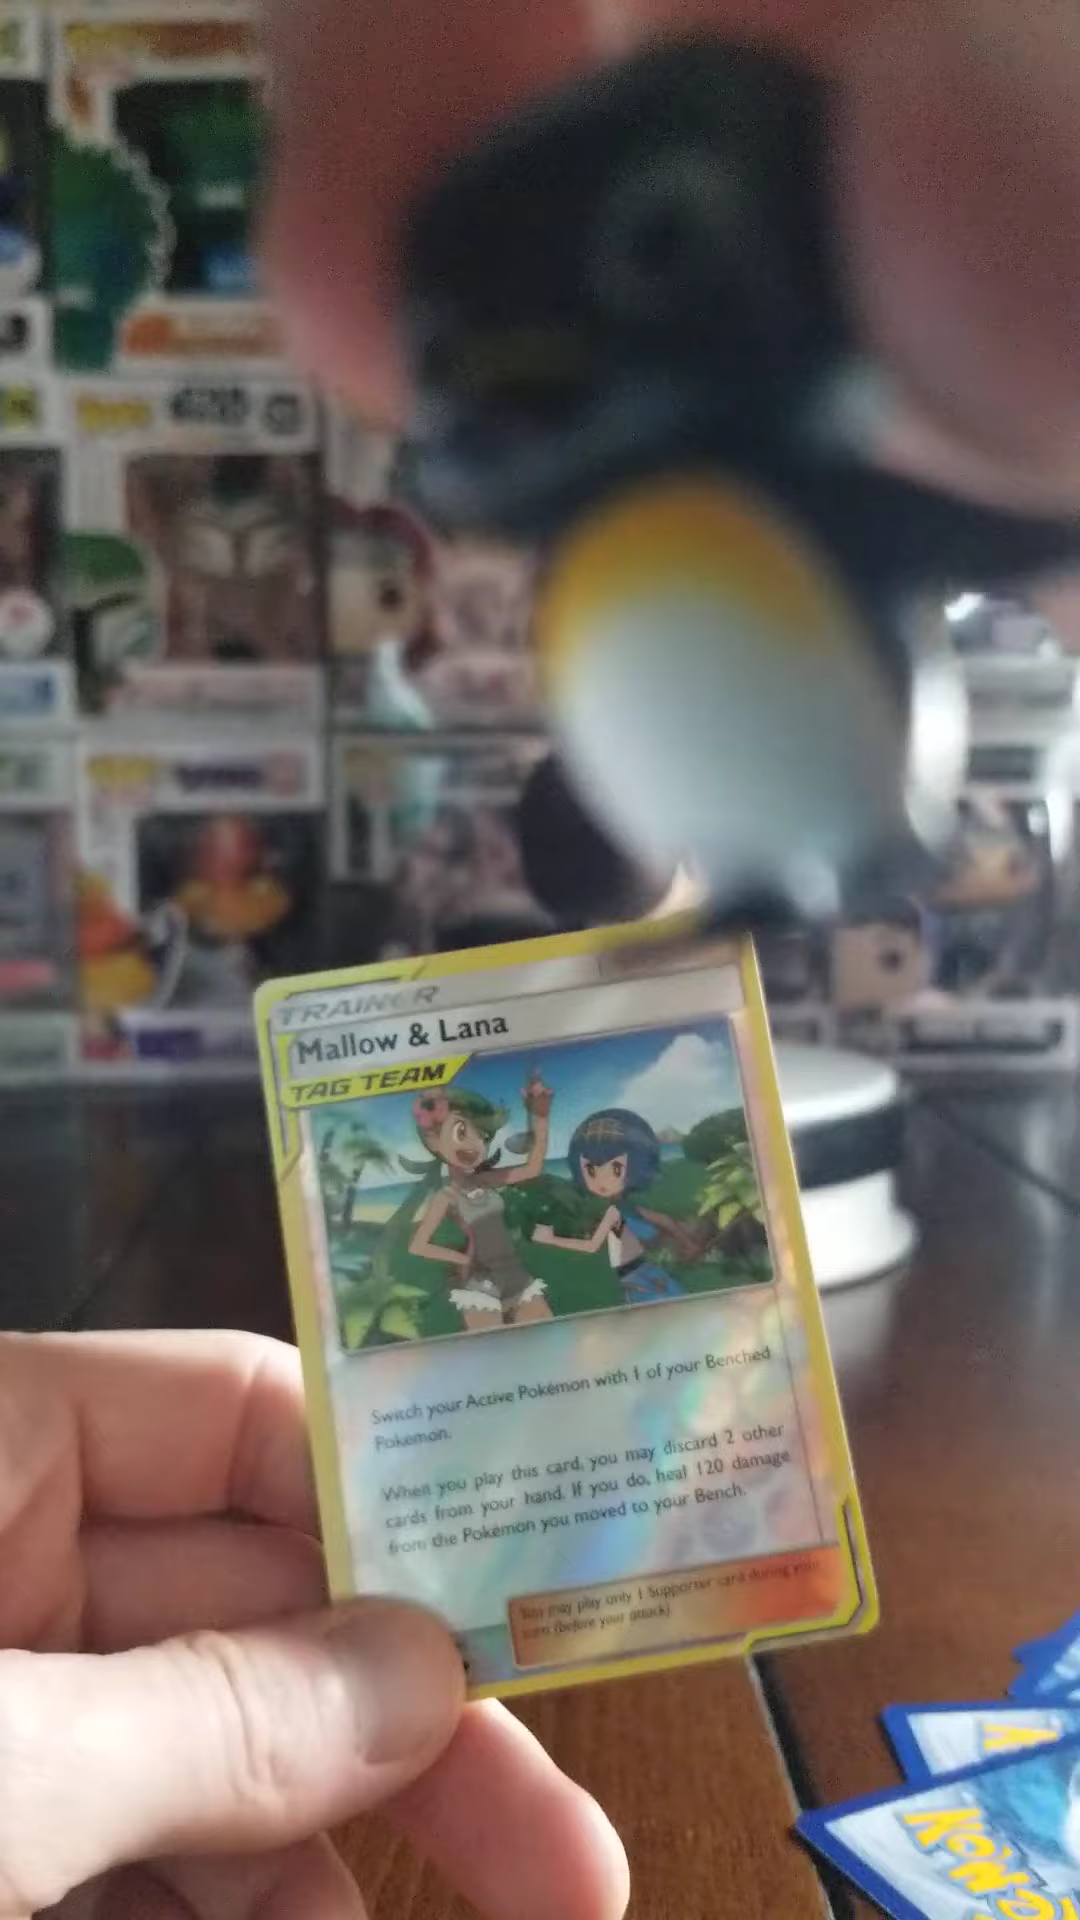 TRAINER
Mallow & Lana
TAG TEAM
Switch your Active Pokémon with 1 of your Benched
Pokémon.
When you play this card, you may discard 2 other
cards from your hand. If you do, heal 120 damage
from the Pokémon you moved to your Bench.
You may play only 1 Supporter card during your
turn (before your attack).